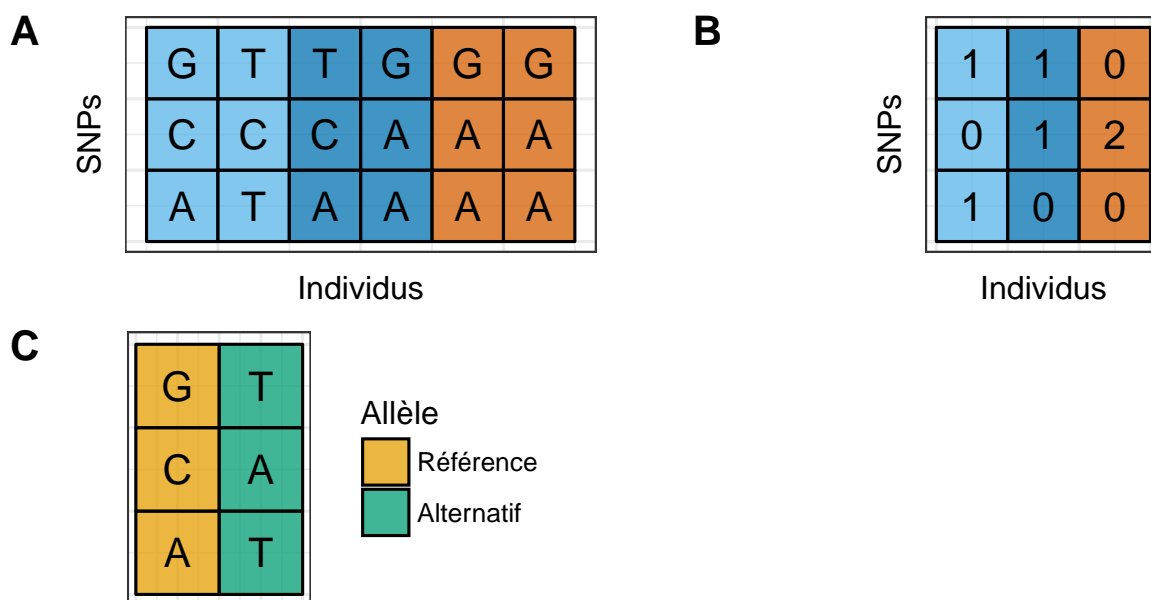 A
SNPs
G T T G G G
C C C A A A
A T A A A A
Individus
B
SNPs
1 1 0
0 1 2
1 0 0
Individus
C
G T
C A
A T
Allèle
Référence
Alternatif